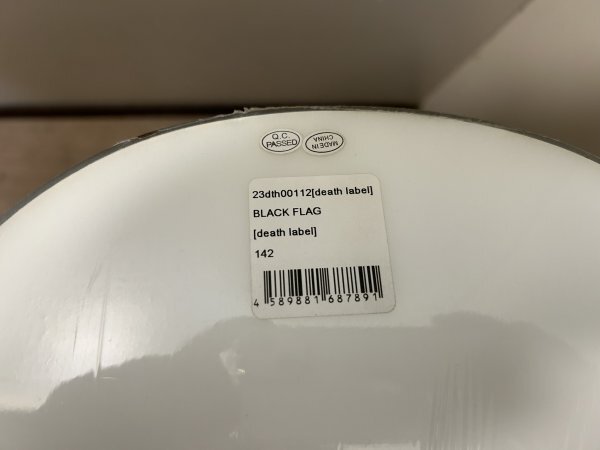 Q.C.
PASSED
MADE IN
CHINA
23dth00112[death label]
BLACK FLAG
[death label]
142
4 589881 687891